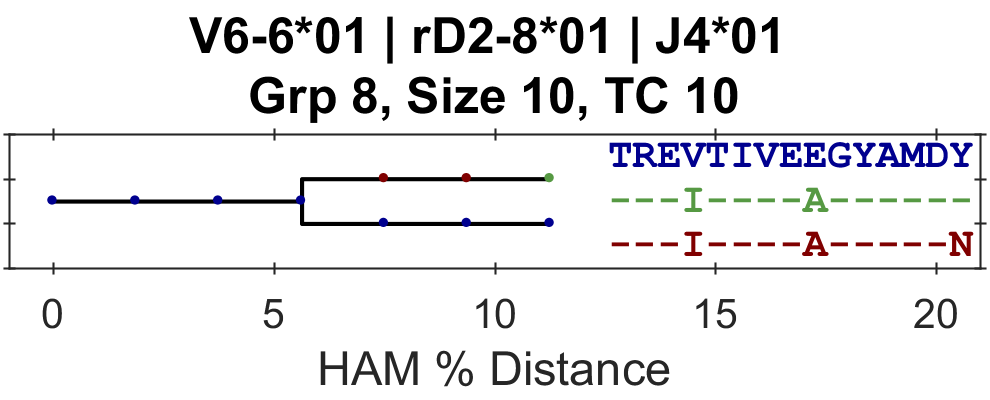 V6-6*01 | rD2-8*01 | J4*01
Grp 8, Size 10, TC 10
TREVTIVEEGYAMDY
---I----A------
---I----A-----N
0 5 10 15 20
HAM % Distance